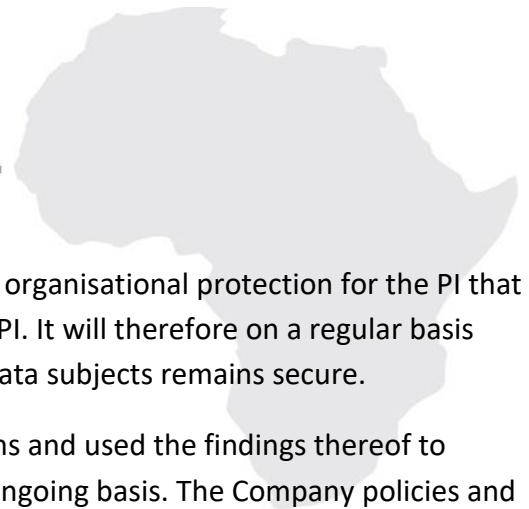 organisational protection for the PI that
PI. It will therefore on a regular basis
ata subjects remains secure.
ns and used the findings thereof to
ngoing basis. The Company policies and